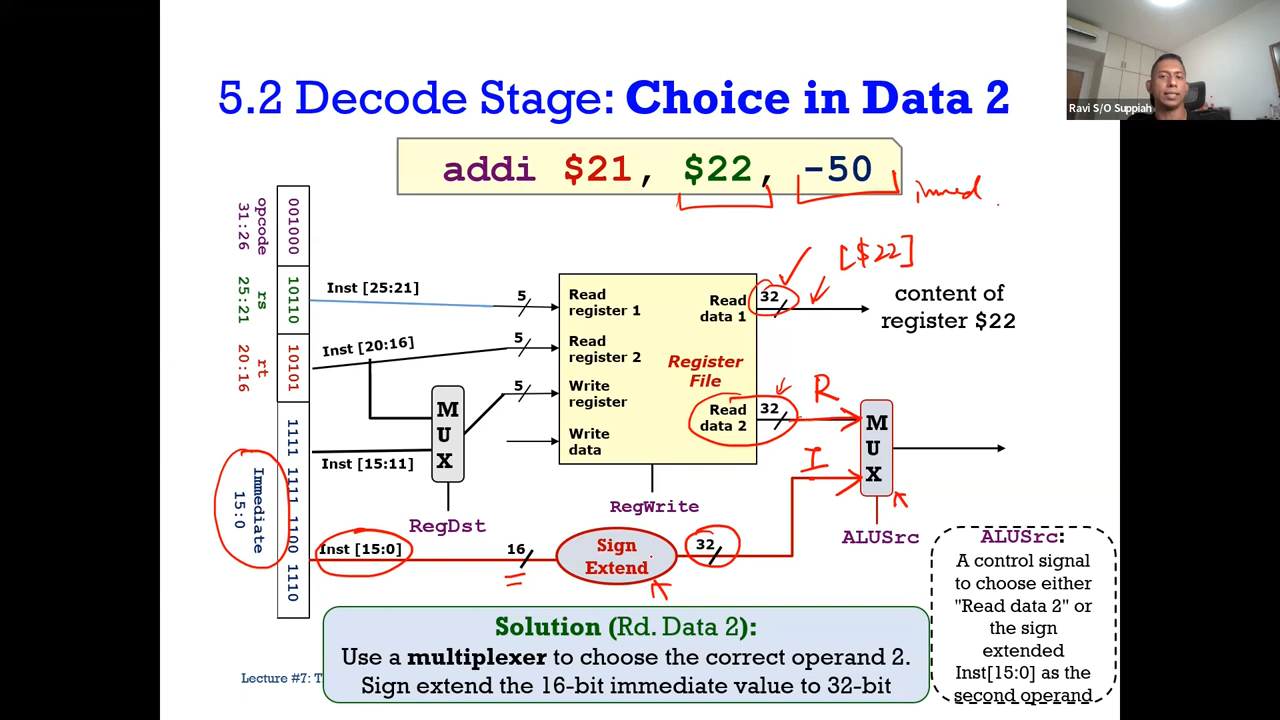 Ravi S/O Suppiah
5.2 Decode Stage: Choice in Data 2
addi $21, $22, -50
immed
opcode
31:26
001000
rs
25:21
10110
rt
20:16
10101
Immediate
15:0
1111 1111 1100 1110
Inst [25:21]
5
Inst [20:16]
5
5
MUX
Inst [15:11]
RegDst
Read
register 1
Read
register 2
Write
register
Write
data
Read
data 1
Register
File
Read
data 2
RegWrite
32
[$22]
content of
register $22
32
R
I
MUX
ALUSrc
Inst [15:0]
16
Sign
Extend
32
ALUSrc:
A control signal
to choose either
"Read data 2" or
the sign
extended
Inst[15:0] as the
second operand
Solution (Rd. Data 2):
Use a multiplexer to choose the correct operand 2.
Sign extend the 16-bit immediate value to 32-bit
Lecture #7: T